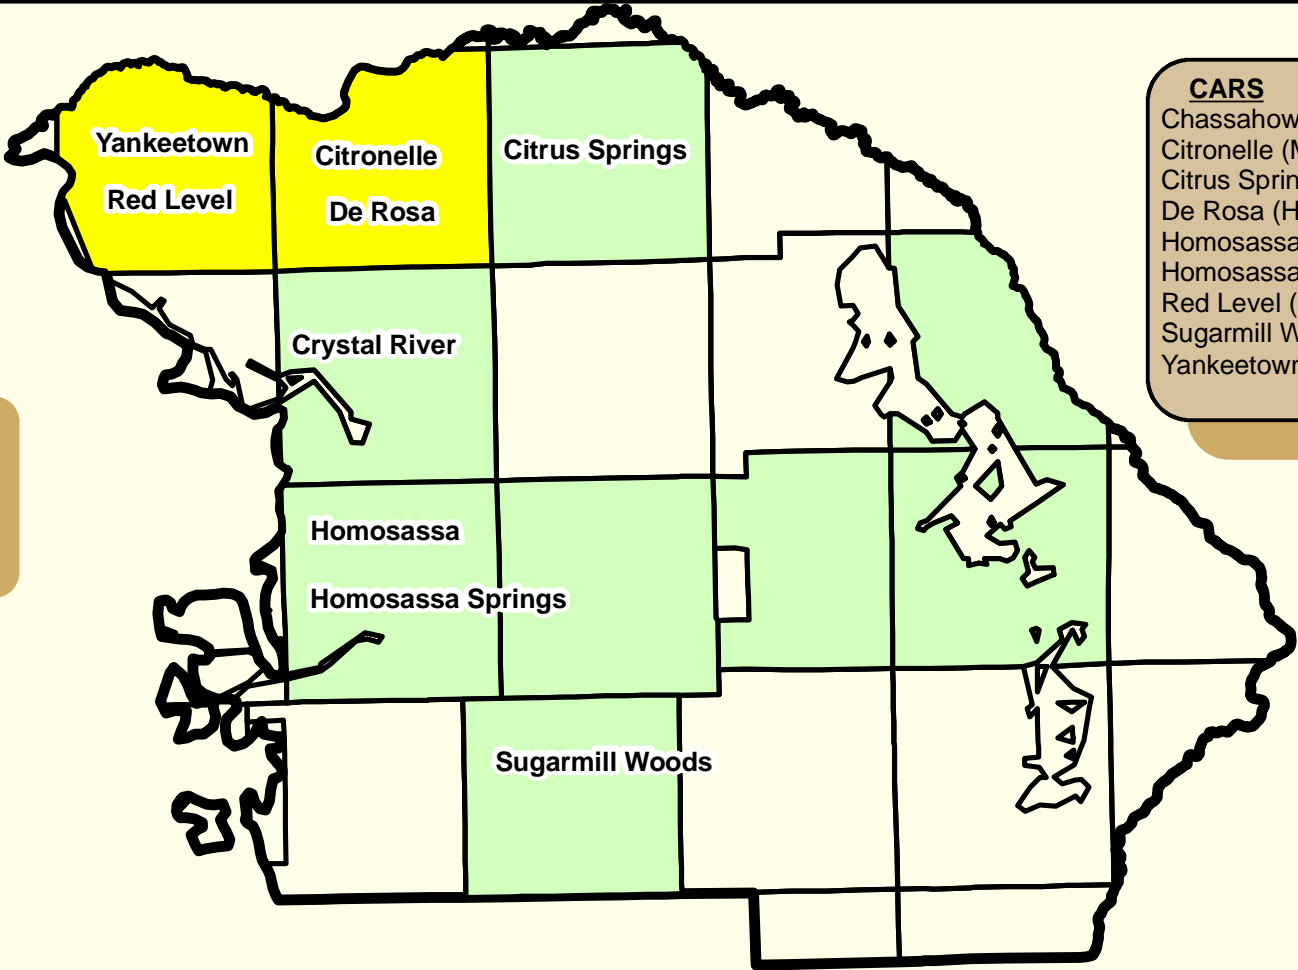 Yankeetown
Red Level
Citronelle
De Rosa
Citrus Springs
Crystal River
Homosassa
Homosassa Springs
Sugarmill Woods
CARS
Chassahow
Citronelle (M
Citrus Sprin
De Rosa (H
Homosassa
Homosassa
Red Level (
Sugarmill W
Yankeetown